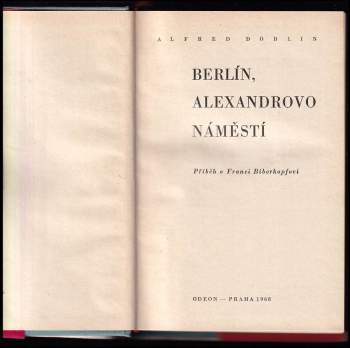 ALFRED DÖBLIN
BERLÍN,
ALEXANDROVO
NÁMĚSTÍ
Příběh o Franci Biberkopfovi
ODEON — PRAHA 1968